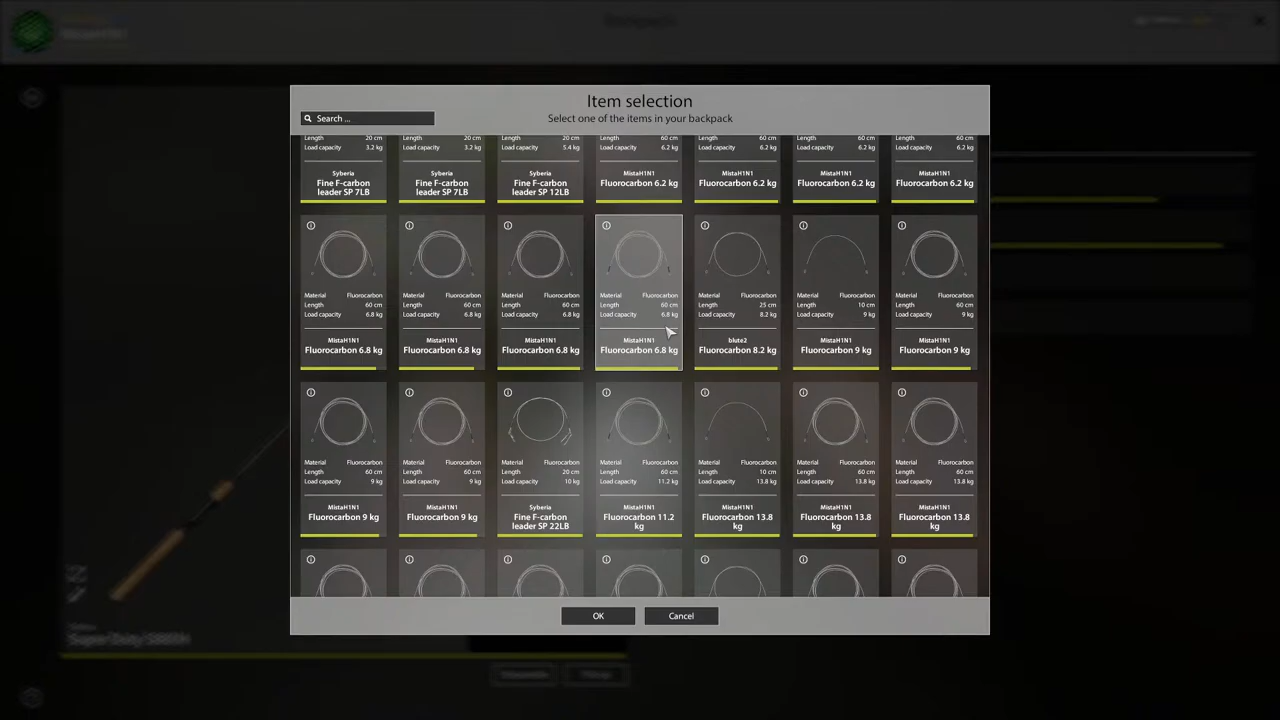 Item selection
Search ...
Select one of the items in your backpack
Length 20 cm
Load capacity 3.2 kg
Syberia
Fine F-carbon
leader SP 7LB
Length 20 cm
Load capacity 3.2 kg
Syberia
Fine F-carbon
leader SP 7LB
Length 20 cm
Load capacity 5.4 kg
Syberia
Fine F-carbon
leader SP 12LB
Length 60 cm
Load capacity 6.2 kg
MistaH1N1
Fluorocarbon 6.2 kg
Length 60 cm
Load capacity 6.2 kg
MistaH1N1
Fluorocarbon 6.2 kg
Length 60 cm
Load capacity 6.2 kg
MistaH1N1
Fluorocarbon 6.2 kg
Length 60 cm
Load capacity 6.2 kg
MistaH1N1
Fluorocarbon 6.2 kg
Material Fluorocarbon
Length 60 cm
Load capacity 6.8 kg
MistaH1N1
Fluorocarbon 6.8 kg
Material Fluorocarbon
Length 60 cm
Load capacity 6.8 kg
MistaH1N1
Fluorocarbon 6.8 kg
Material Fluorocarbon
Length 60 cm
Load capacity 6.8 kg
MistaH1N1
Fluorocarbon 6.8 kg
Material Fluorocarbon
Length 60 cm
Load capacity 6.8 kg
MistaH1N1
Fluorocarbon 6.8 kg
Material Fluorocarbon
Length 25 cm
Load capacity 8.2 kg
blute2
Fluorocarbon 8.2 kg
Material Fluorocarbon
Length 10 cm
Load capacity 9 kg
MistaH1N1
Fluorocarbon 9 kg
Material Fluorocarbon
Length 60 cm
Load capacity 9 kg
MistaH1N1
Fluorocarbon 9 kg
Material Fluorocarbon
Length 60 cm
Load capacity 9 kg
MistaH1N1
Fluorocarbon 9 kg
Material Fluorocarbon
Length 60 cm
Load capacity 9 kg
MistaH1N1
Fluorocarbon 9 kg
Material Fluorocarbon
Length 20 cm
Load capacity 10 kg
Syberia
Fine F-carbon
leader SP 22LB
Material Fluorocarbon
Length 60 cm
Load capacity 11.2 kg
MistaH1N1
Fluorocarbon 11.2
kg
Material Fluorocarbon
Length 10 cm
Load capacity 13.8 kg
MistaH1N1
Fluorocarbon 13.8
kg
Material Fluorocarbon
Length 60 cm
Load capacity 13.8 kg
MistaH1N1
Fluorocarbon 13.8
kg
Material Fluorocarbon
Length 60 cm
Load capacity 13.8 kg
MistaH1N1
Fluorocarbon 13.8
kg
OK
Cancel